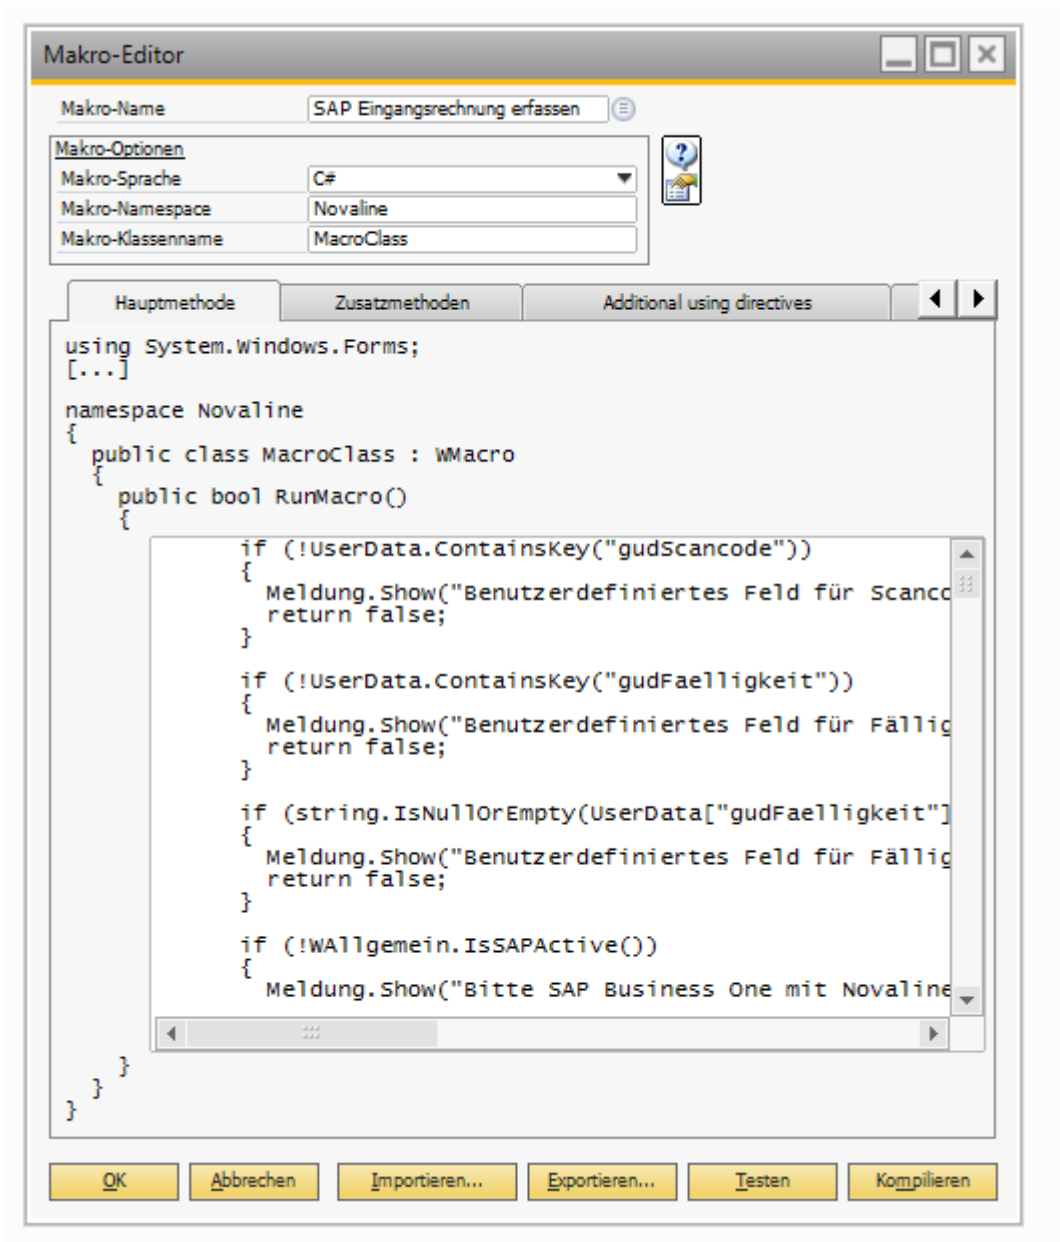 Makro-Editor
Makro-Name SAP Eingangsrechnung erfassen
Makro-Optionen
Makro-Sprache C#
Makro-Namespace Novaline
Makro-Klassenname MacroClass
Hauptmethode Zusatzmethoden Additional using directives
using System.Windows.Forms;
[...]
namespace Novaline
{
public class MacroClass : WMacro
{
public bool RunMacro()
{
if (!UserData.ContainsKey("gudScancode"))
{
Meldung.Show("Benutzerdefiniertes Feld für Scanco
return false;
}
if (!UserData.ContainsKey("gudFaelligkeit"))
{
Meldung.Show("Benutzerdefiniertes Feld für Fällig
return false;
}
if (string.IsNullOrEmpty(UserData["gudFaelligkeit"]
{
Meldung.Show("Benutzerdefiniertes Feld für Fällig
return false;
}
if (!WAllgemein.IsSAPActive())
{
Meldung.Show("Bitte SAP Business One mit Novaline
}
}
}
OK Abbrechen Importieren... Exportieren... Testen Kompilieren